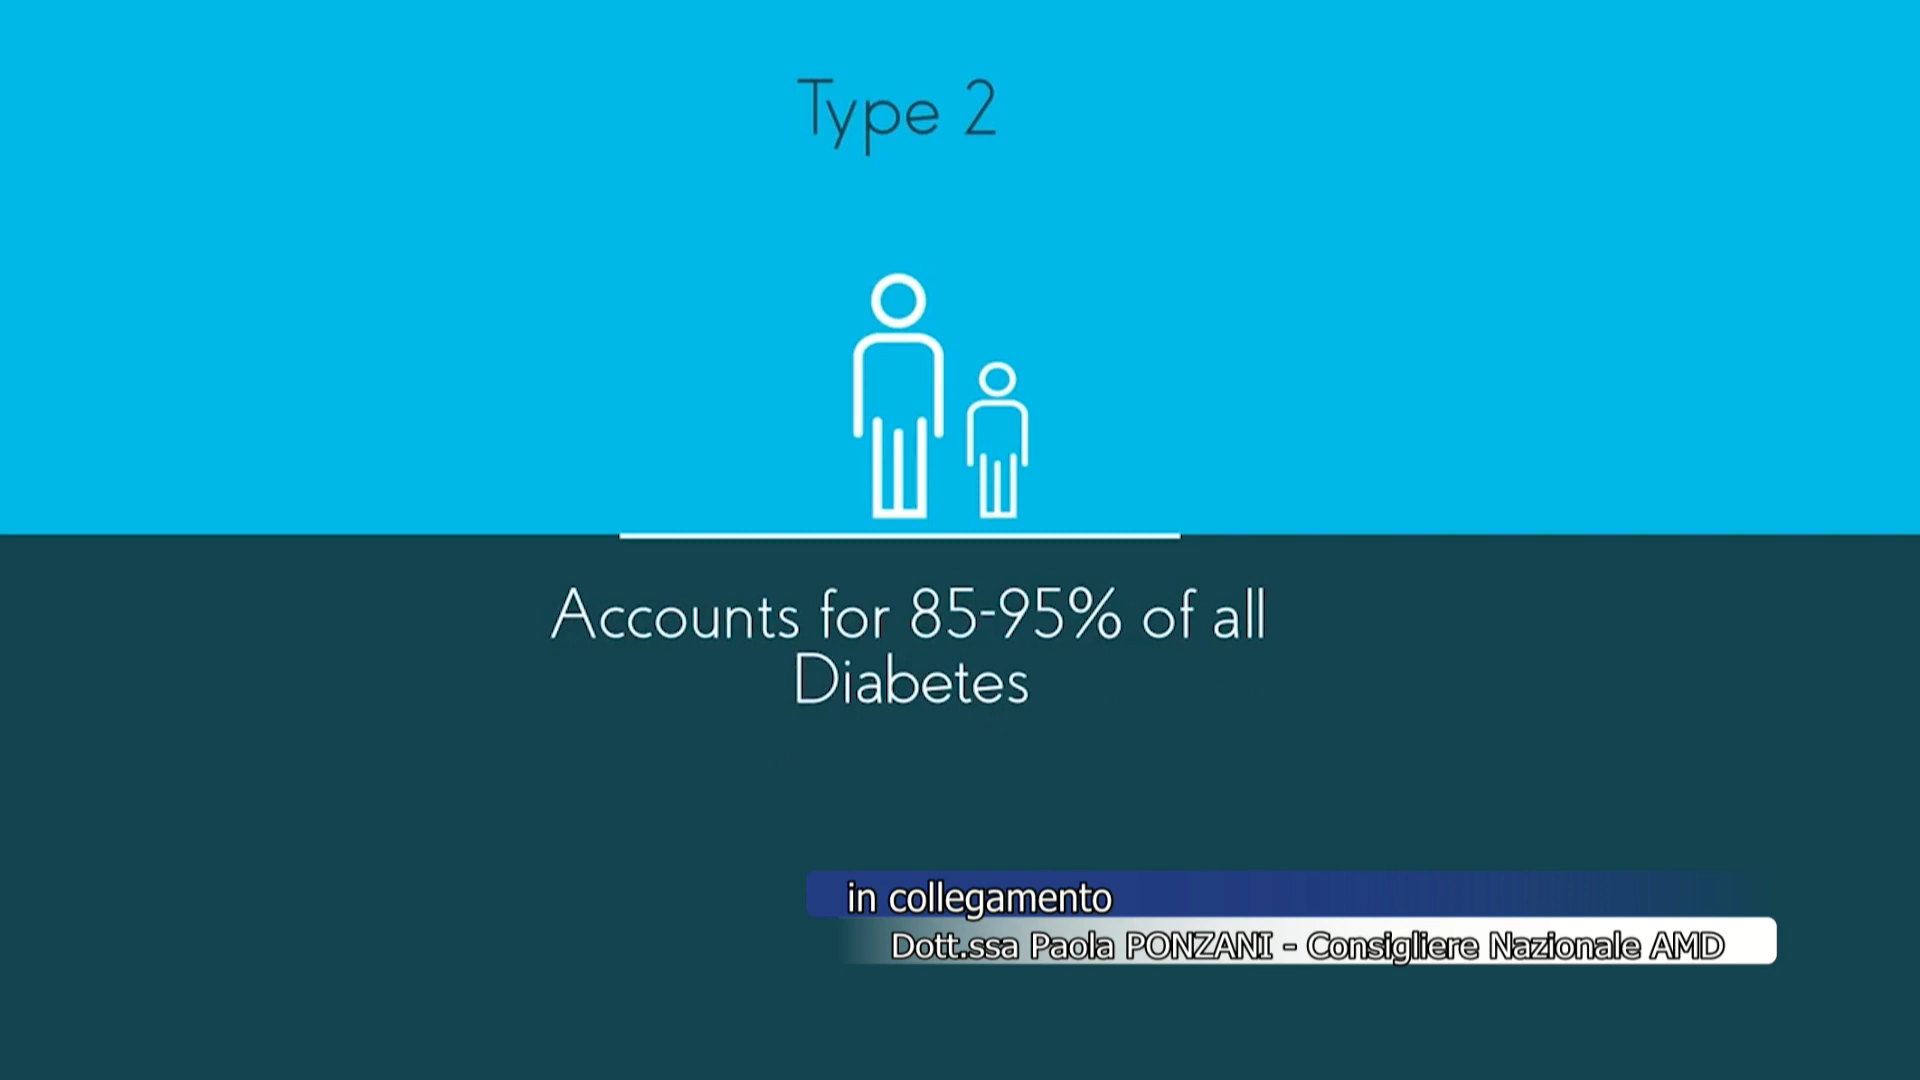 Type 2
Accounts for 85-95% of all
Diabetes
in collegamento
Dott.ssa Paola PONZANI - Consigliere Nazionale AMD